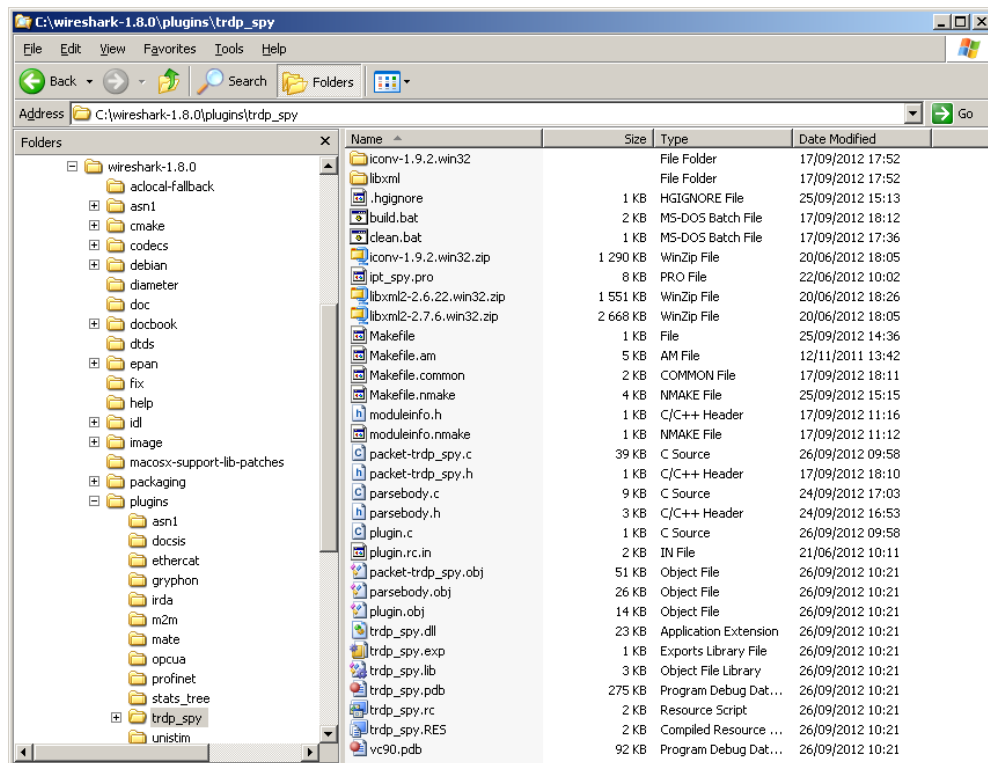 C:\wireshark-1.8.0\plugins\trdp_spy
File Edit View Favorites Tools Help
Back Search Folders
Address C:\wireshark-1.8.0\plugins\trdp_spy Go
Folders x
wireshark-1.8.0
aclocal-fallback
asn1
cmake
codecs
debian
diameter
doc
docbook
dtds
epan
fix
help
idl
image
macosx-support-lib-patches
packaging
plugins
asn1
docsis
ethercat
gryphon
irda
m2m
mate
opcua
profinet
stats_tree
trdp_spy
unistim
Name Size Type Date Modified
iconv-1.9.2.win32 File Folder 17/09/2012 17:52
libxml File Folder 17/09/2012 17:52
.hgignore 1 KB HGIGNORE File 25/09/2012 15:13
build.bat 2 KB MS-DOS Batch File 17/09/2012 18:12
clean.bat 1 KB MS-DOS Batch File 17/09/2012 17:36
iconv-1.9.2.win32.zip 1 290 KB WinZip File 20/06/2012 18:05
ipt_spy.pro 8 KB PRO File 22/06/2012 10:02
libxml2-2.6.22.win32.zip 1 551 KB WinZip File 20/06/2012 18:26
libxml2-2.7.6.win32.zip 2 668 KB WinZip File 20/06/2012 18:05
Makefile 1 KB File 25/09/2012 14:36
Makefile.am 5 KB AM File 12/11/2011 13:42
Makefile.common 2 KB COMMON File 17/09/2012 18:11
Makefile.nmake 4 KB NMAKE File 25/09/2012 15:15
moduleinfo.h 1 KB C/C++ Header 17/09/2012 11:16
moduleinfo.nmake 1 KB NMAKE File 17/09/2012 11:12
packet-trdp_spy.c 39 KB C Source 26/09/2012 09:58
packet-trdp_spy.h 1 KB C/C++ Header 17/09/2012 18:10
parsebody.c 9 KB C Source 24/09/2012 17:03
parsebody.h 3 KB C/C++ Header 24/09/2012 16:53
plugin.c 1 KB C Source 26/09/2012 09:58
plugin.rc.in 2 KB IN File 21/06/2012 10:11
packet-trdp_spy.obj 51 KB Object File 26/09/2012 10:21
parsebody.obj 26 KB Object File 26/09/2012 10:21
plugin.obj 14 KB Object File 26/09/2012 10:21
trdp_spy.dll 23 KB Application Extension 26/09/2012 10:21
trdp_spy.exp 1 KB Exports Library File 26/09/2012 10:21
trdp_spy.lib 3 KB Object File Library 26/09/2012 10:21
trdp_spy.pdb 275 KB Program Debug Dat... 26/09/2012 10:21
trdp_spy.rc 2 KB Resource Script 26/09/2012 10:21
trdp_spy.RES 2 KB Compiled Resource ... 26/09/2012 10:21
vc90.pdb 92 KB Program Debug Dat... 26/09/2012 10:21